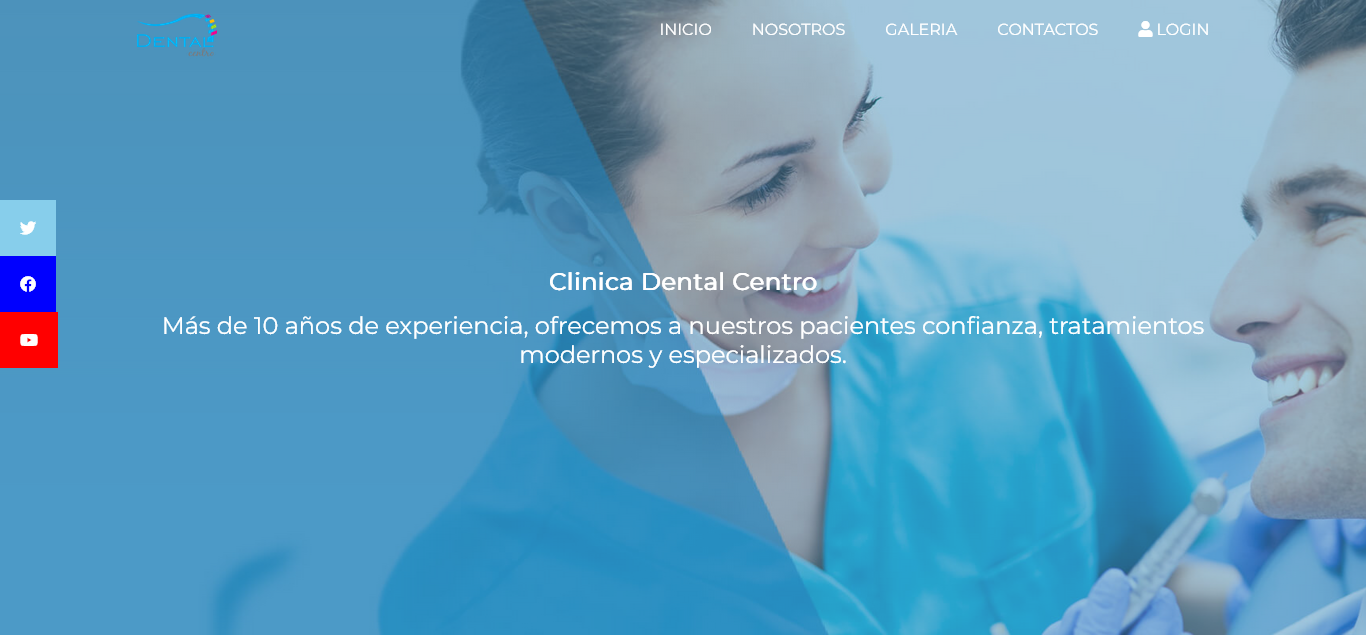 DENTAL
INICIO NOSOTROS GALERIA CONTACTOS LOGIN
Clinica Dental Centro
Más de 10 años de experiencia, ofrecemos a nuestros pacientes confianza, tratamientos
modernos y especializados.